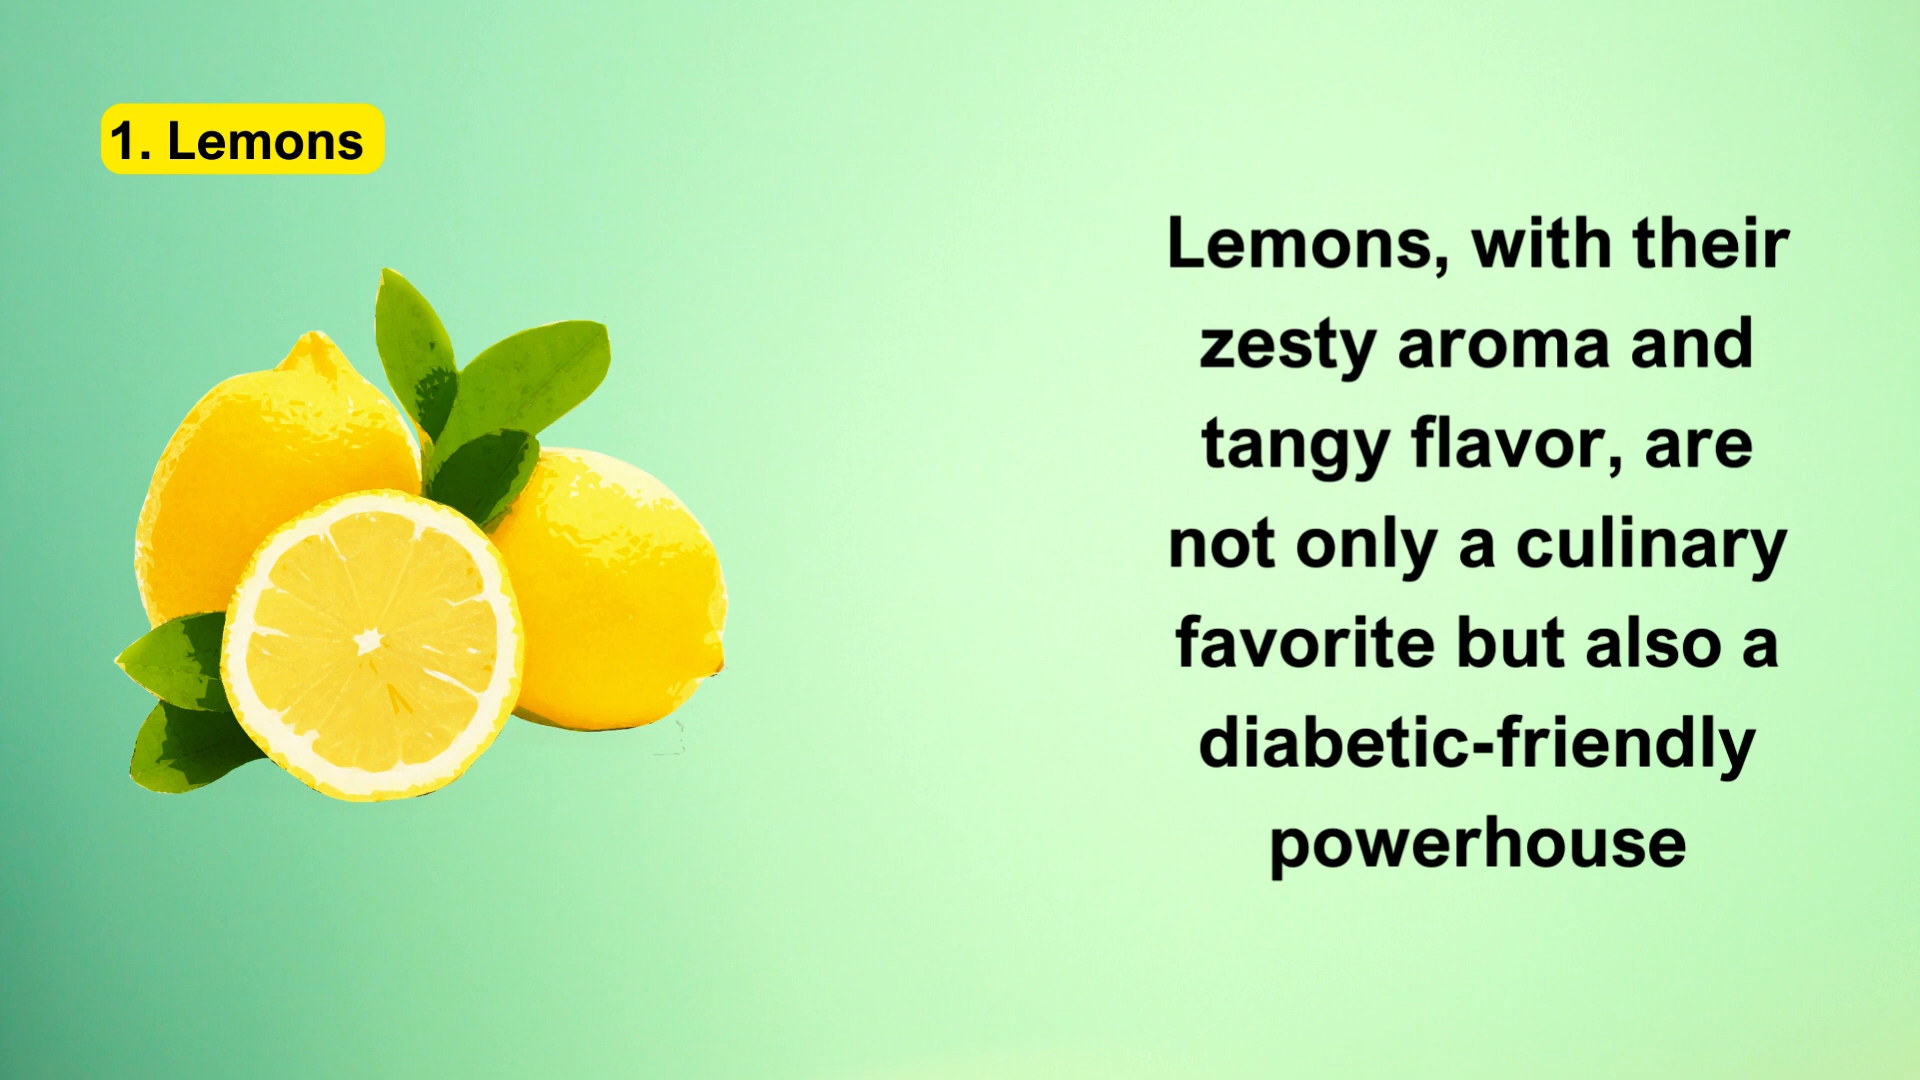 1. Lemons
Lemons, with their
zesty aroma and
tangy flavor, are
not only a culinary
favorite but also a
diabetic-friendly
powerhouse